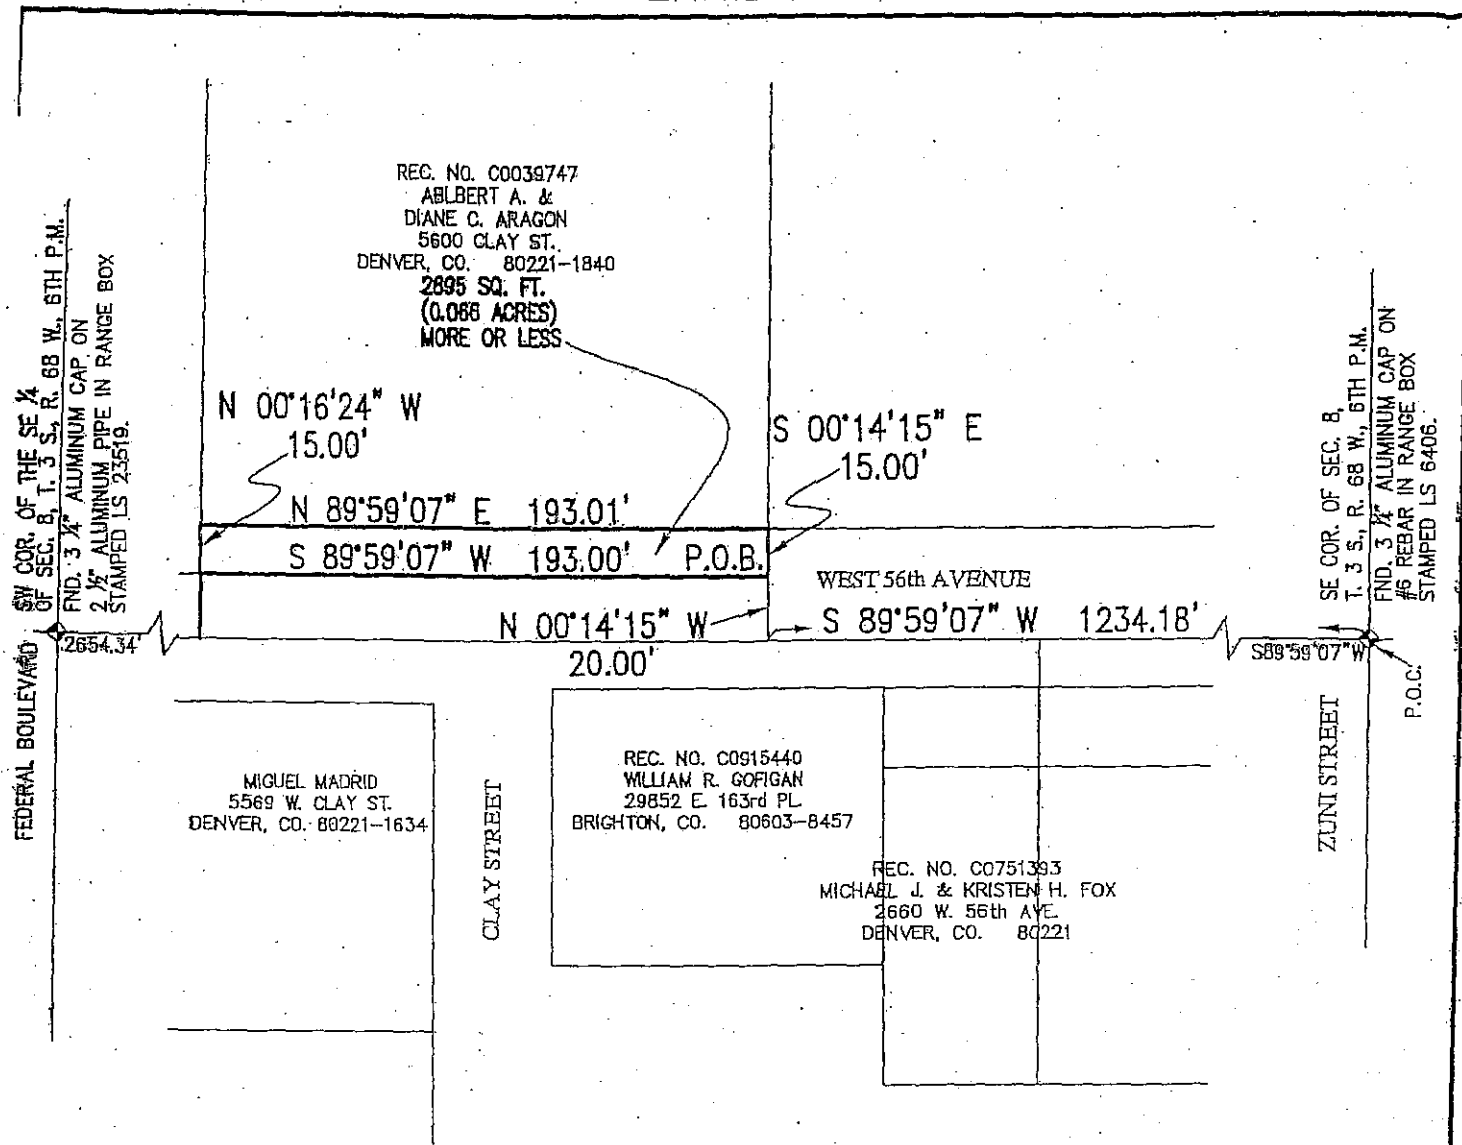 REC. NO. C0039747
ABLBERT A. &
DIANE C. ARAGON
5600 CLAY ST.
DENVER, CO. 80221-1840
2895 SQ. FT.
(0.066 ACRES)
MORE OR LESS
SW COR. OF THE SE ¼
OF SEC. 8, T. 3 S., R. 68 W., 6TH P.M.
FND. 3 ¼" ALUMINUM CAP ON
2 ½" ALUMINUM PIPE IN RANGE BOX
STAMPED LS 23519.
N 00°16'24" W
15.00'
S 00°14'15" E
15.00'
SE COR. OF SEC. 8,
T. 3 S., R. 68 W., 6TH P.M.
FND. 3 ¼" ALUMINUM CAP ON
#6 REBAR IN RANGE BOX
STAMPED LS 6406.
N 89°59'07" E 193.01'
S 89°59'07" W 193.00' P.O.B.
WEST 56th AVENUE
N 00°14'15" W
20.00'
S 89°59'07" W 1234.18'
2654.34'
S89°59'07"W
P.O.C.
FEDERAL BOULEVARD
MIGUEL MADRID
5569 W. CLAY ST.
DENVER, CO. 80221-1634
CLAY STREET
REC. NO. C0915440
WILLIAM R. GOFIGAN
29852 E. 163rd PL
BRIGHTON, CO. 80603-8457
REC. NO. C0751393
MICHAEL J. & KRISTEN H. FOX
2660 W. 56th AVE.
DENVER, CO. 80221
ZUNI STREET